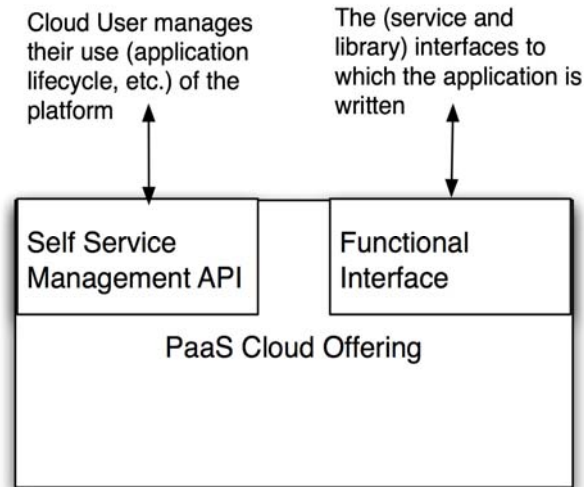 Cloud User manages
their use (application
lifecycle, etc.) of the
platform
The (service and
library) interfaces to
which the application is
written
Self Service
Management API
Functional
Interface
PaaS Cloud Offering